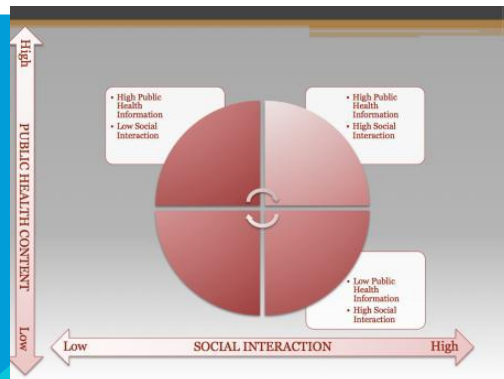 High
PUBLIC HEALTH CONTENT
Low
• High Public
Health
Information
• Low Social
Interaction
• High Public
Health
Information
• High Social
Interaction
• Low Public
Health
Information
• High Social
Interaction
Low
SOCIAL INTERACTION
High